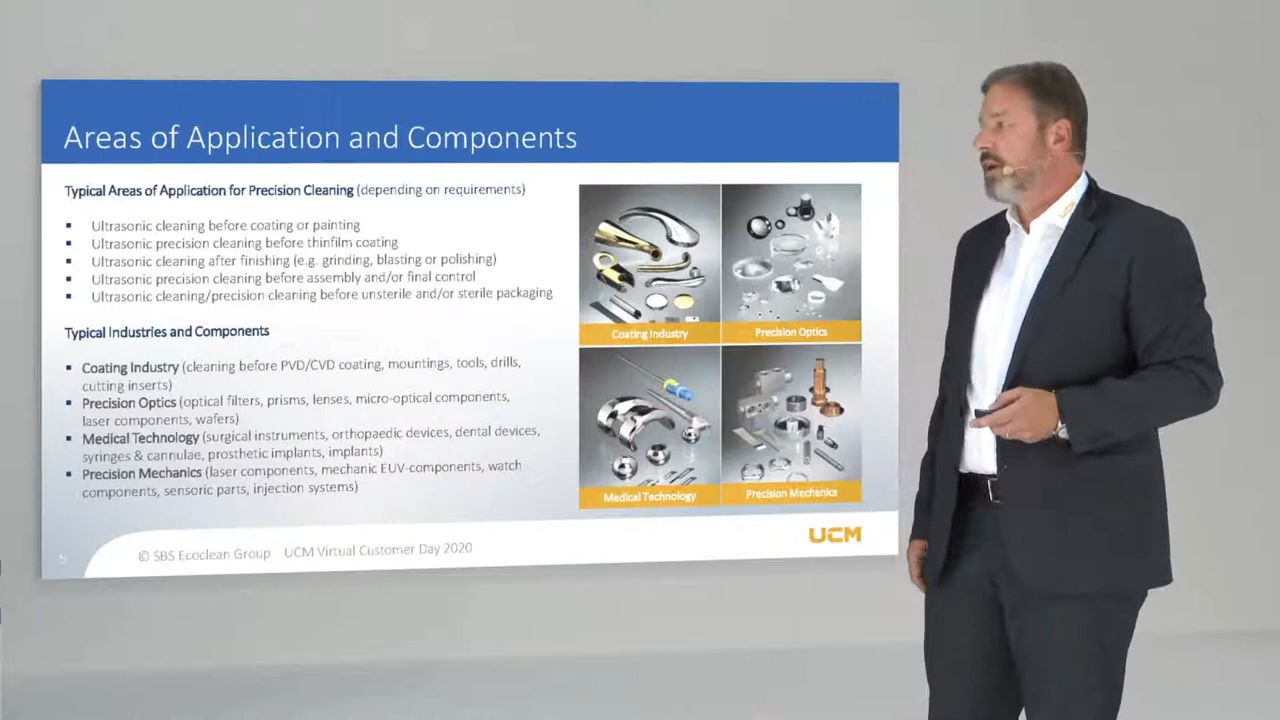 Areas of Application and Components
Typical Areas of Application for Precision Cleaning (depending on requirements)
▪ Ultrasonic cleaning before coating or painting
▪ Ultrasonic precision cleaning before thinfilm coating
▪ Ultrasonic cleaning after finishing (e.g. grinding, blasting or polishing)
▪ Ultrasonic precision cleaning before assembly and/or final control
▪ Ultrasonic cleaning/precision cleaning before unsterile and/or sterile packaging
Typical Industries and Components
▪ Coating Industry (cleaning before PVD/CVD coating, mountings, tools, drills,
cutting inserts)
▪ Precision Optics (optical filters, prisms, lenses, micro-optical components,
laser components, wafers)
▪ Medical Technology (surgical instruments, orthopaedic devices, dental devices,
syringes & cannulae, prosthetic implants, implants)
▪ Precision Mechanics (laser components, mechanic EUV-components, watch
components, sensoric parts, injection systems)
Coating Industry
Precision Optics
Medical Technology
Precision Mechanics
5
© SBS Ecoclean Group UCM Virtual Customer Day 2020
UCM
UCM